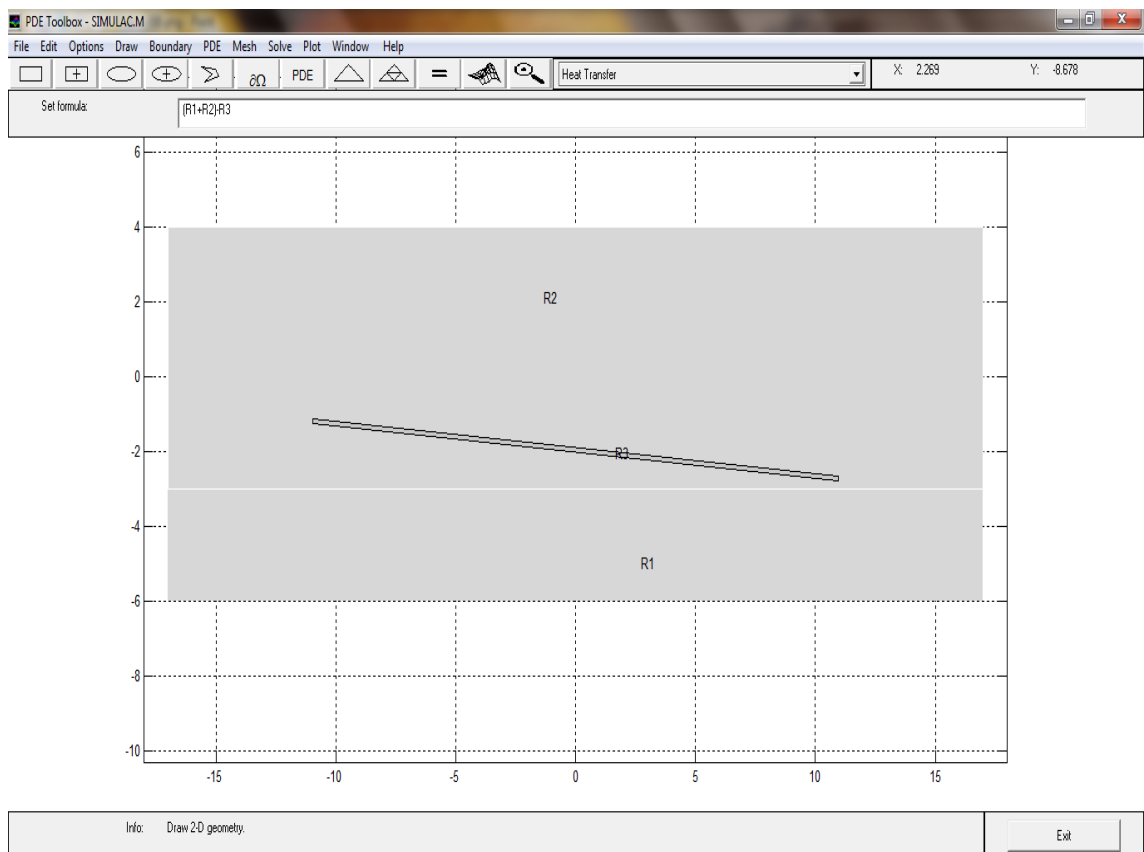 PDE Toolbox - SIMULAC.M
File Edit Options Draw Boundary PDE Mesh Solve Plot Window Help
∂Ω PDE = Heat Transfer X: 2.269 Y: -8.678
Set formula: (R1+R2)-R3
6
4
2
0
-2
-4
-6
-8
-10
R2
R3
R1
-15 -10 -5 0 5 10 15
Info: Draw 2-D geometry. Exit